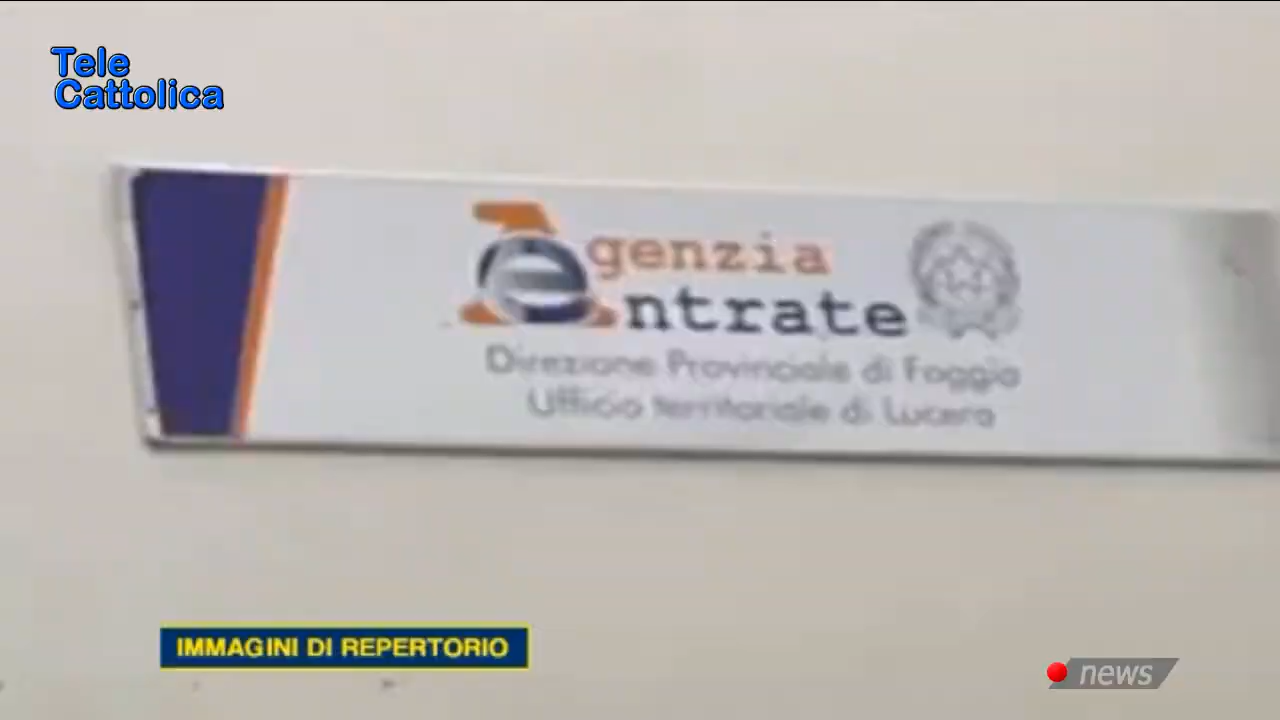 Tele
Cattolica
Agenzia
entrate
Direzione Provinciale di Foggia
Ufficio territoriale di Lucera
IMMAGINI DI REPERTORIO
news